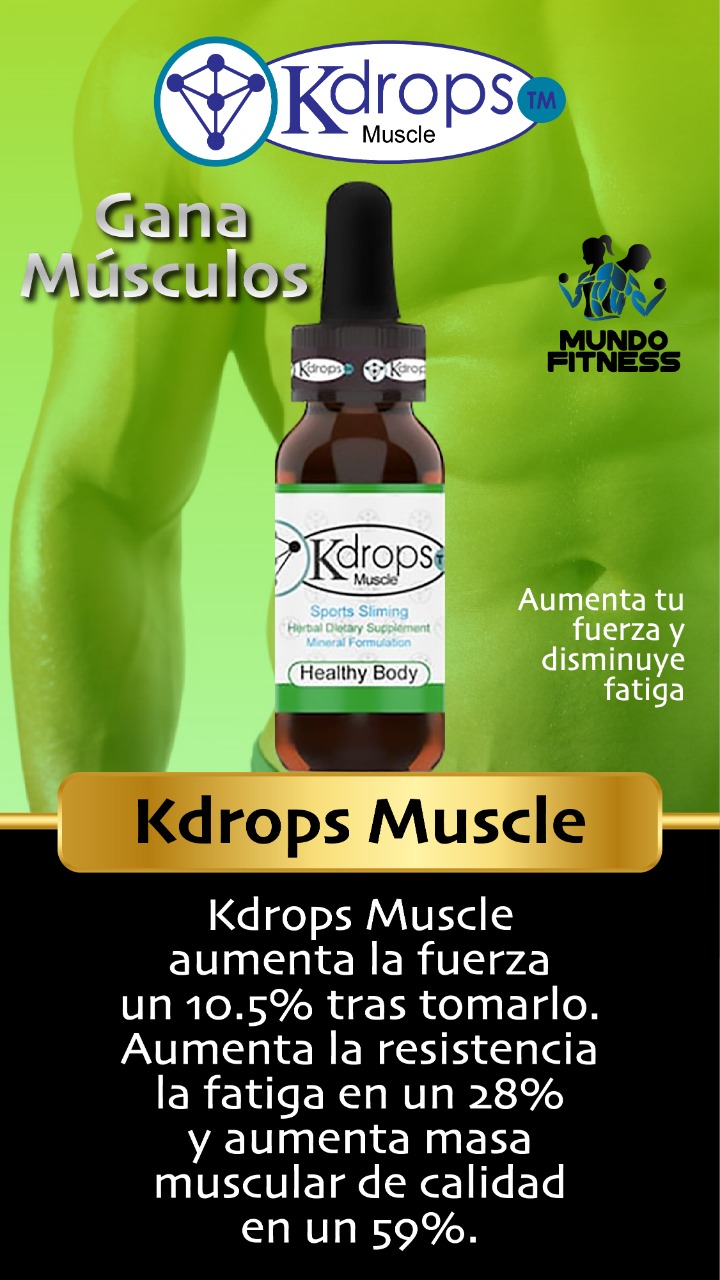 Kdrops TM
Muscle
Gana
Músculos
MUNDO
FITNESS
Kdrops
Kdrop
Kdrops
Muscle
Sports Sliming
Herbal Dietary Supplement
Mineral Formulation
Healthy Body
Aumenta tu
fuerza y
disminuye
fatiga
Kdrops Muscle
Kdrops Muscle
aumenta la fuerza
un 10.5% tras tomarlo.
Aumenta la resistencia
la fatiga en un 28%
y aumenta masa
muscular de calidad
en un 59%.